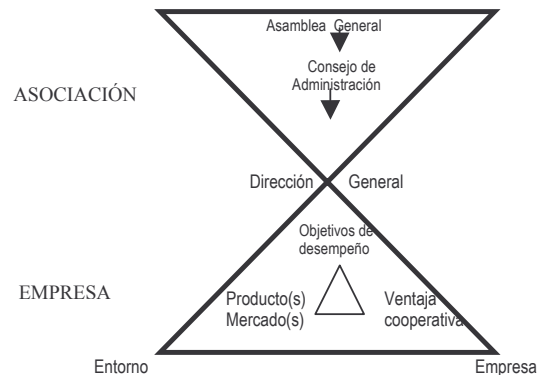 Asamblea General
Consejo de
Administración
ASOCIACIÓN
Dirección General
Objetivos de
desempeño
EMPRESA
Producto(s) Ventaja
Mercado(s) cooperativa
Entorno Empresa